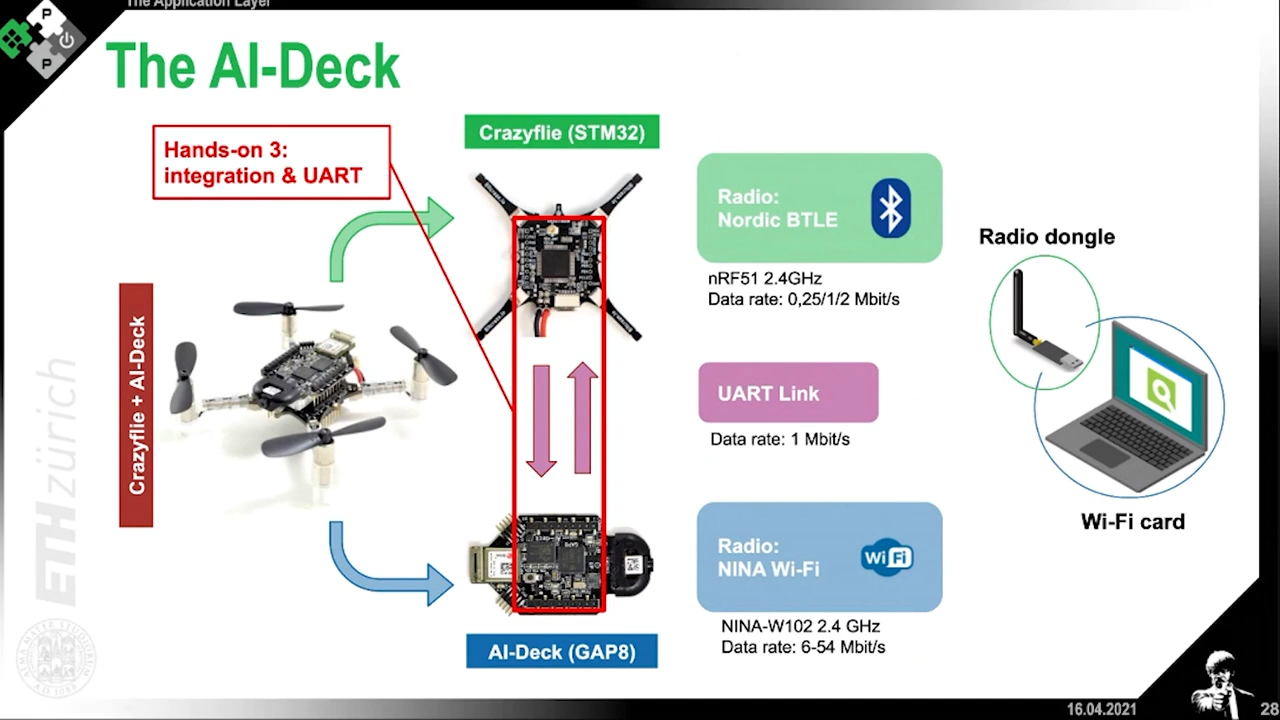 The Application Layer
P
P
The AI-Deck
Hands-on 3:
integration & UART
Crazyflie (STM32)
Radio:
Nordic BTLE
nRF51 2.4GHz
Data rate: 0,25/1/2 Mbit/s
Radio dongle
Crazyflie + AI-Deck
UART Link
Data rate: 1 Mbit/s
ETH zürich
Wi-Fi card
Radio:
NINA Wi-Fi
Wi Fi
NINA-W102 2.4 GHz
Data rate: 6-54 Mbit/s
AI-Deck (GAP8)
16.04.2021
28